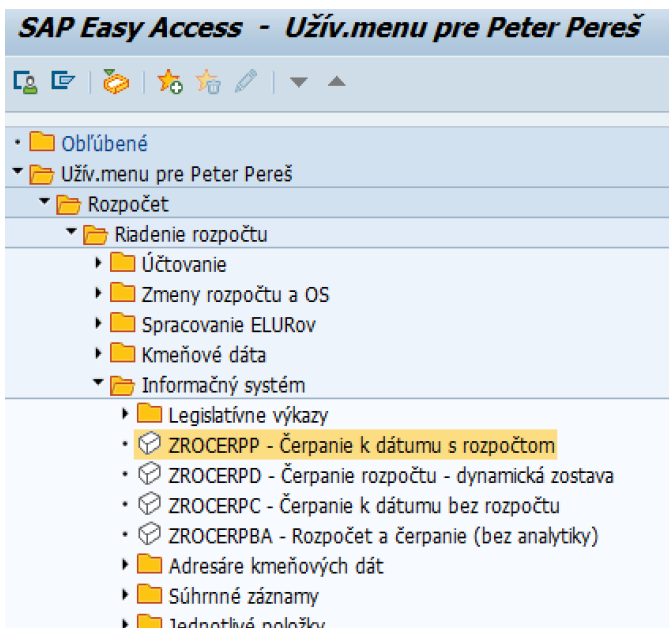 SAP Easy Access - Užív.menu pre Peter Pereš
Obľúbené
Užív.menu pre Peter Pereš
Rozpočet
Riadenie rozpočtu
Účtovanie
Zmeny rozpočtu a OS
Spracovanie ELURov
Kmeňové dáta
Informačný systém
Legislatívne výkazy
ZROCERPP - Čerpanie k dátumu s rozpočtom
ZROCERPD - Čerpanie rozpočtu - dynamická zostava
ZROCERPC - Čerpanie k dátumu bez rozpočtu
ZROCERPBA - Rozpočet a čerpanie (bez analytiky)
Adresáre kmeňových dát
Súhrnné záznamy
Jednotlivé položky